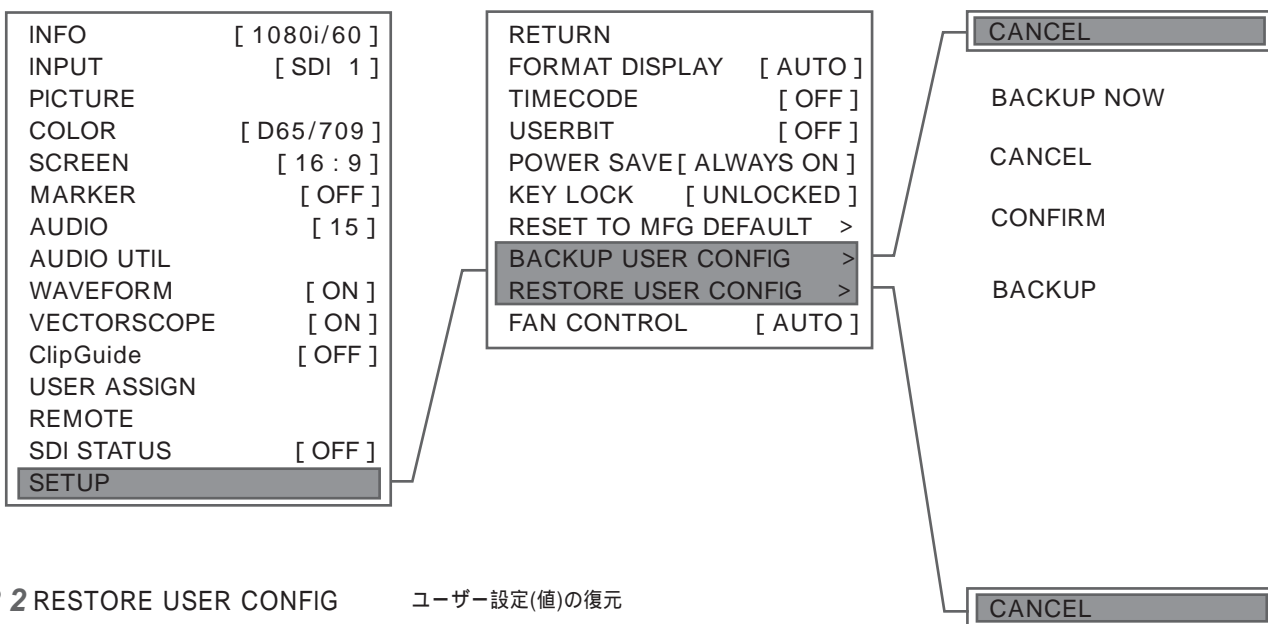 INFO [ 1080i/60 ]
INPUT [ SDI 1 ]
PICTURE
COLOR [ D65/709 ]
SCREEN [ 16 : 9 ]
MARKER [ OFF ]
AUDIO [ 15 ]
AUDIO UTIL
WAVEFORM [ ON ]
VECTORSCOPE [ ON ]
ClipGuide [ OFF ]
USER ASSIGN
REMOTE
SDI STATUS [ OFF ]
SETUP
RETURN
FORMAT DISPLAY [ AUTO ]
TIMECODE [ OFF ]
USERBIT [ OFF ]
POWER SAVE [ ALWAYS ON ]
KEY LOCK [ UNLOCKED ]
RESET TO MFG DEFAULT >
BACKUP USER CONFIG >
RESTORE USER CONFIG >
FAN CONTROL [ AUTO ]
CANCEL
BACKUP NOW
CANCEL
CONFIRM
BACKUP
2 RESTORE USER CONFIG ユーザー設定(値)の復元
CANCEL